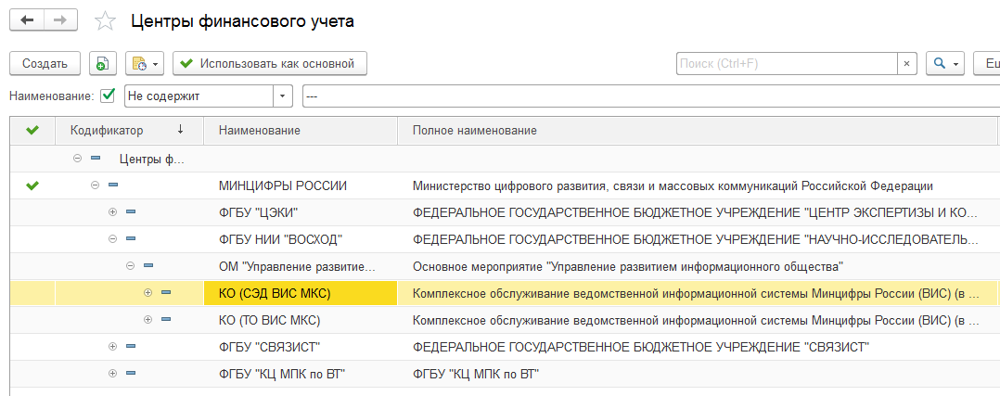 Центры финансового учета
Создать Использовать как основной Поиск (Ctrl+F) × Ещ
Наименование: Не содержит ---
Кодификатор ↓ Наименование Полное наименование
Центры ф...
МИНЦИФРЫ РОССИИ Министерство цифрового развития, связи и массовых коммуникаций Российской Федерации
ФГБУ "ЦЭКИ" ФЕДЕРАЛЬНОЕ ГОСУДАРСТВЕННОЕ БЮДЖЕТНОЕ УЧРЕЖДЕНИЕ "ЦЕНТР ЭКСПЕРТИЗЫ И КО...
ФГБУ НИИ "ВОСХОД" ФЕДЕРАЛЬНОЕ ГОСУДАРСТВЕННОЕ БЮДЖЕТНОЕ УЧРЕЖДЕНИЕ "НАУЧНО-ИССЛЕДОВАТЕЛЬ...
ОМ "Управление развитие... Основное мероприятие "Управление развитием информационного общества"
КО (СЭД ВИС МКС) Комплексное обслуживание ведомственной информационной системы Минцифры России (ВИС) (в ...
КО (ТО ВИС МКС) Комплексное обслуживание ведомственной информационной системы Минцифры России (ВИС) (в ...
ФГБУ "СВЯЗИСТ" ФЕДЕРАЛЬНОЕ ГОСУДАРСТВЕННОЕ БЮДЖЕТНОЕ УЧРЕЖДЕНИЕ "СВЯЗИСТ"
ФГБУ "КЦ МПК по ВТ" ФГБУ "КЦ МПК по ВТ"